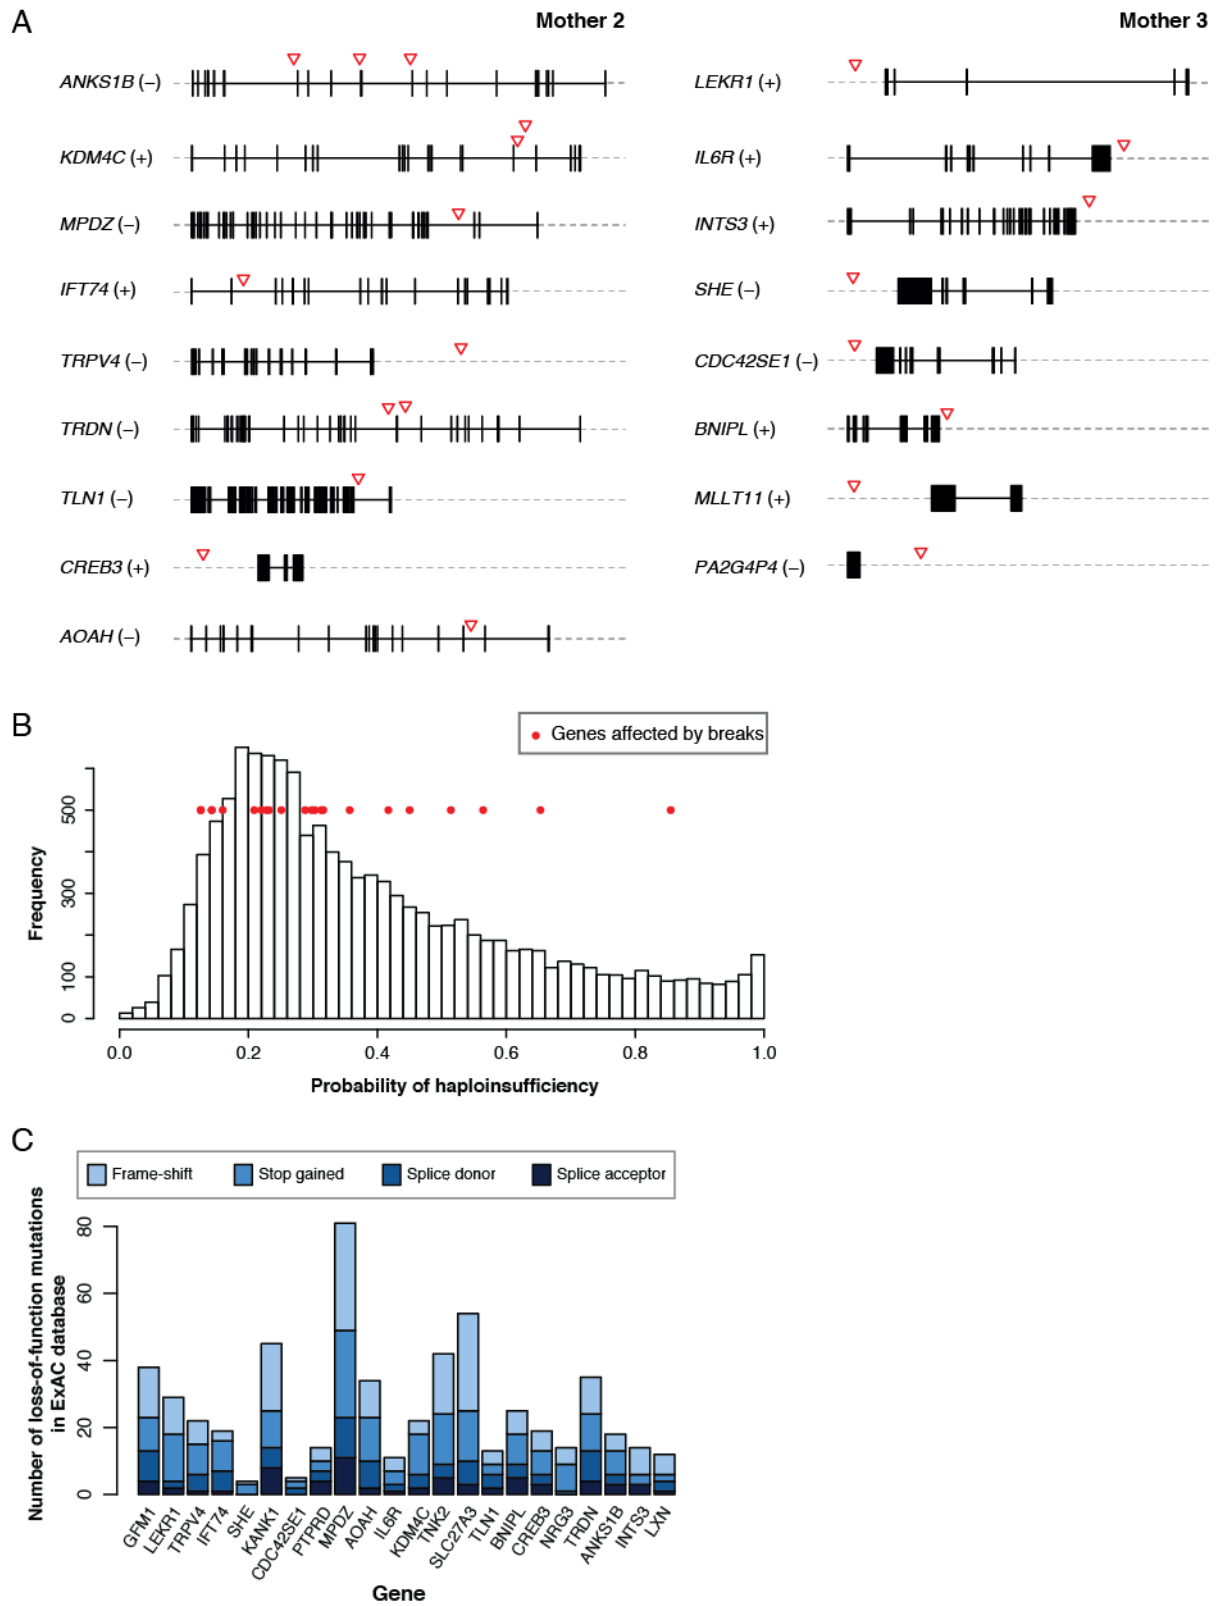 A
Mother 2
Mother 3
ANKS1B (–)
KDM4C (+)
MPDZ (–)
IFT74 (+)
TRPV4 (–)
TRDN (–)
TLN1 (–)
CREB3 (+)
AOAH (–)
LEKR1 (+)
IL6R (+)
INTS3 (+)
SHE (–)
CDC42SE1 (–)
BNIPL (+)
MLLT11 (+)
PA2G4P4 (–)
B
Genes affected by breaks
Frequency
500
300
100
0
0.0 0.2 0.4 0.6 0.8 1.0
Probability of haploinsufficiency
C
Frame-shift Stop gained Splice donor Splice acceptor
Number of loss-of-function mutations
in ExAC database
80
60
40
20
0
GFM1 LEKR1 TRPV4 IFT74 SHE KANK1 CDC42SE1 PTPRD MPDZ AOAH IL6R KDM4C TNK2 SLC27A3 TLN1 BNIPL CREB3 NRG3 TRDN ANKS1B INTS3 LXN
Gene